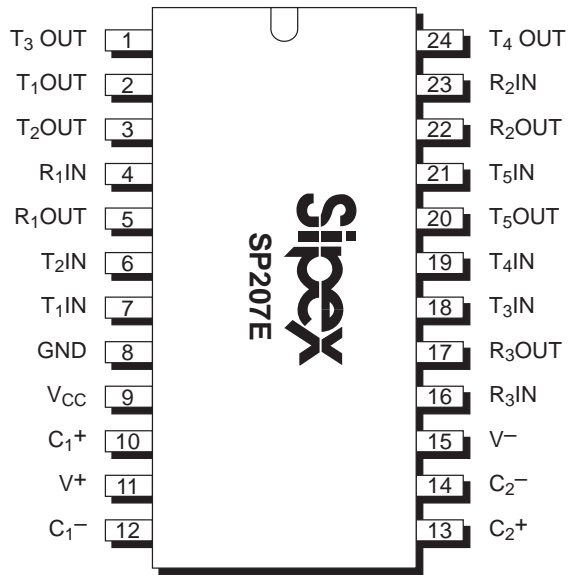 T3 OUT 1 24 T4 OUT
T1OUT 2 23 R2IN
T2OUT 3 22 R2OUT
R1IN 4 21 T5IN
R1OUT 5 20 T5OUT
T2IN 6 19 T4IN
T1IN 7 18 T3IN
GND 8 17 R3OUT
VCC 9 16 R3IN
C1+ 10 15 V−
V+ 11 14 C2−
C1− 12 13 C2+
Sipex
SP207E